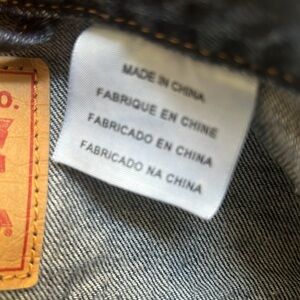 MADE IN CHINA
FABRIQUE EN CHINE
FABRICADO EN CHINA
FABRICADO NA CHINA
O.
A